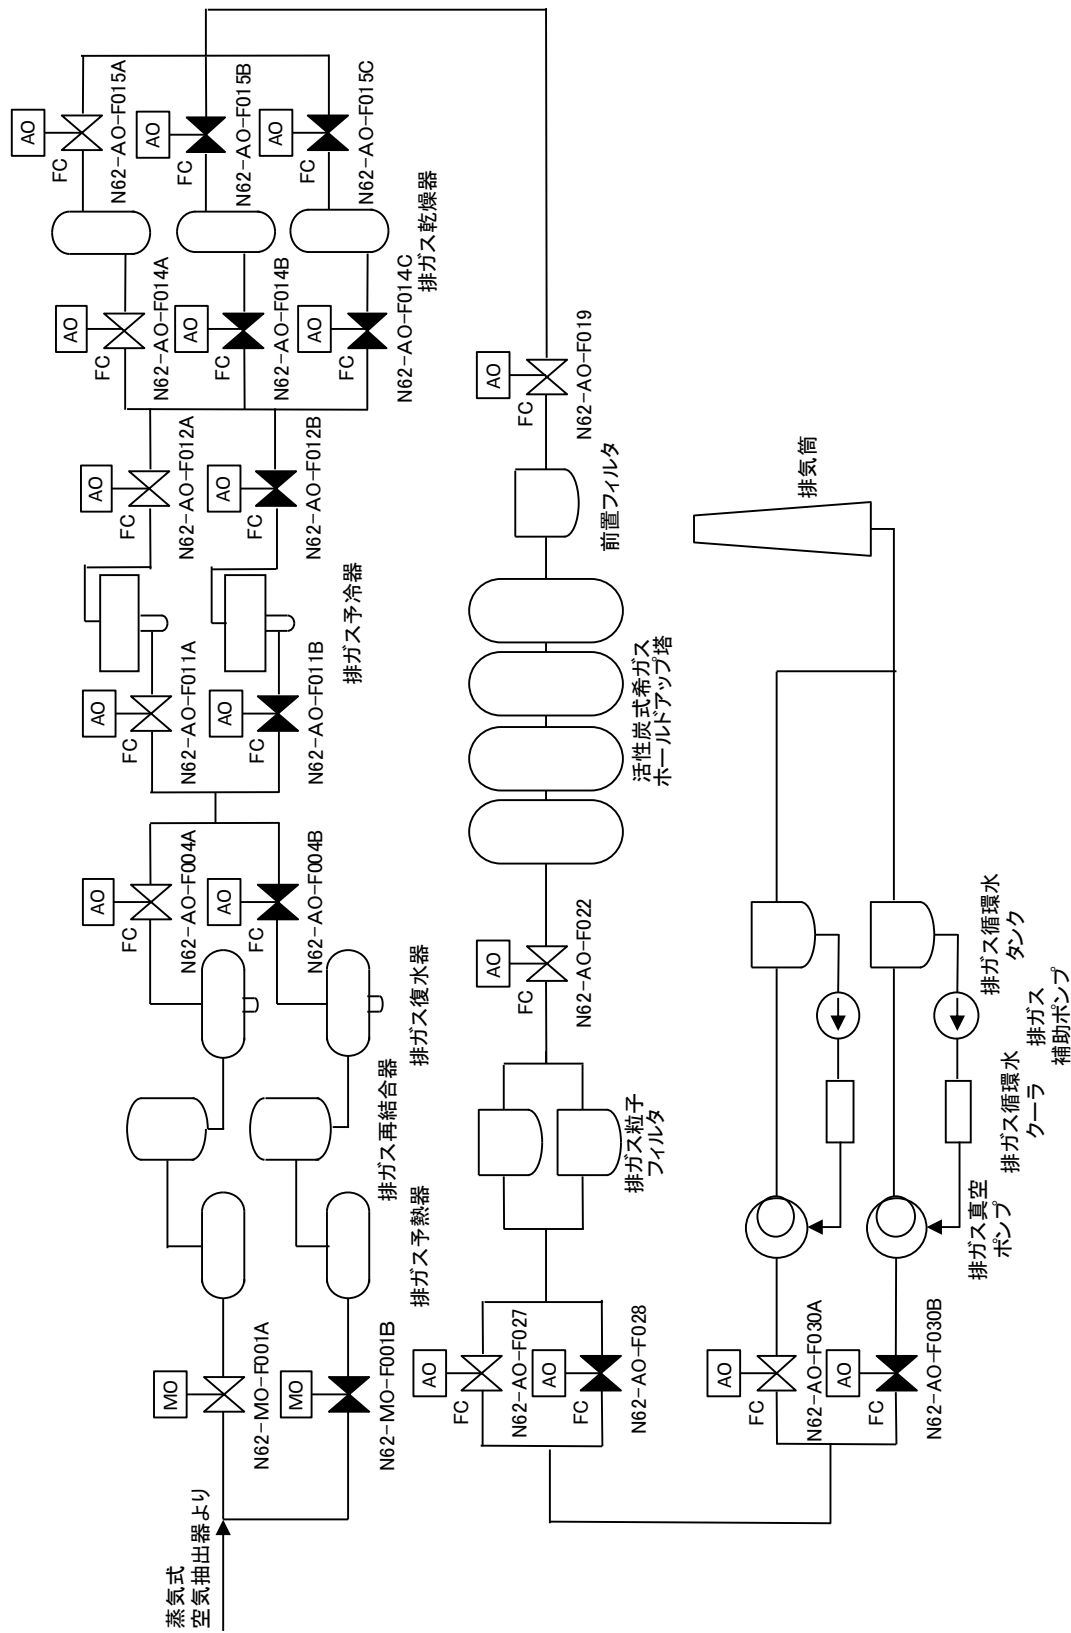 蒸気式
空気抽出器より
MO
N62-MO-F001A
MO
N62-MO-F001B
排ガス予熱器
排ガス再結合器
排ガス復水器
AO
FC
N62-AO-F004A
AO
FC
N62-AO-F004B
AO
FC
N62-AO-F011A
AO
FC
N62-AO-F011B
排ガス予冷器
AO
FC
N62-AO-F012A
AO
FC
N62-AO-F012B
AO
FC
N62-AO-F014A
AO
FC
N62-AO-F014B
AO
FC
N62-AO-F014C
排ガス乾燥器
AO
FC
N62-AO-F015A
AO
FC
N62-AO-F015B
AO
FC
N62-AO-F015C
AO
FC
N62-AO-F019
前置フィルタ
活性炭式希ガス
ホールドアップ塔
AO
FC
N62-AO-F022
排ガス粒子
フィルタ
AO
FC
N62-AO-F027
AO
FC
N62-AO-F028
AO
FC
N62-AO-F030A
AO
FC
N62-AO-F030B
排ガス真空
ポンプ
排ガス循環水
クーラ
排ガス
補助ポンプ
排ガス循環水
タンク
排気筒